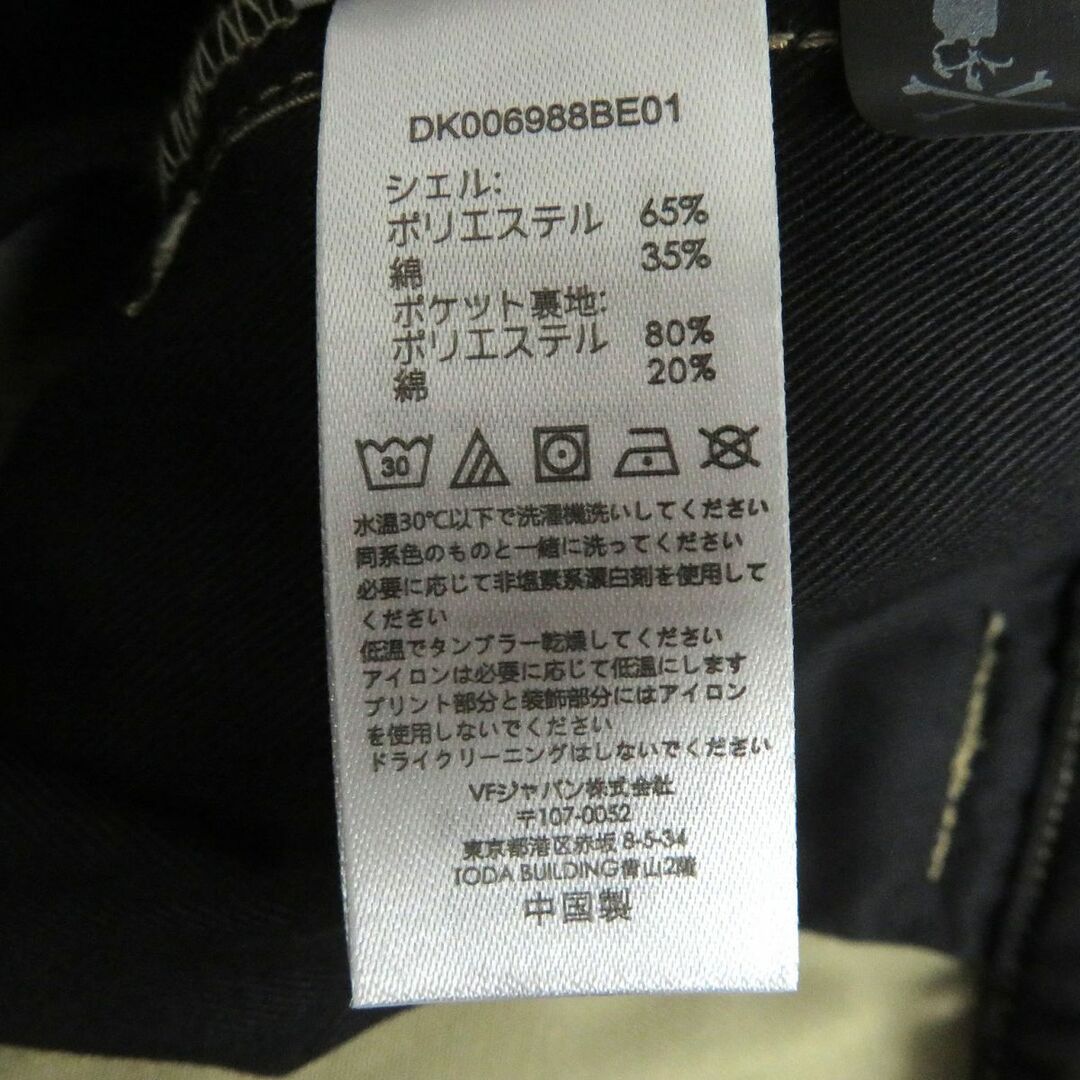 DK006988BE01
シエル:
ポリエステル 65%
綿 35%
ポケット裏地:
ポリエステル 80%
綿 20%
30
水温30℃以下で洗濯機洗いしてください
同系色のものと一緒に洗ってください
必要に応じて非塩素系漂白剤を使用して
ください
低温でタンブラー乾燥してください
アイロンは必要に応じて低温にします
プリント部分と装飾部分にはアイロン
を使用しないでください
ドライクリーニングはしないでください
VFジャパン株式会社
〒107-0052
東京都港区赤坂 8-5-34
TODA BUILDING青山2階
中国製